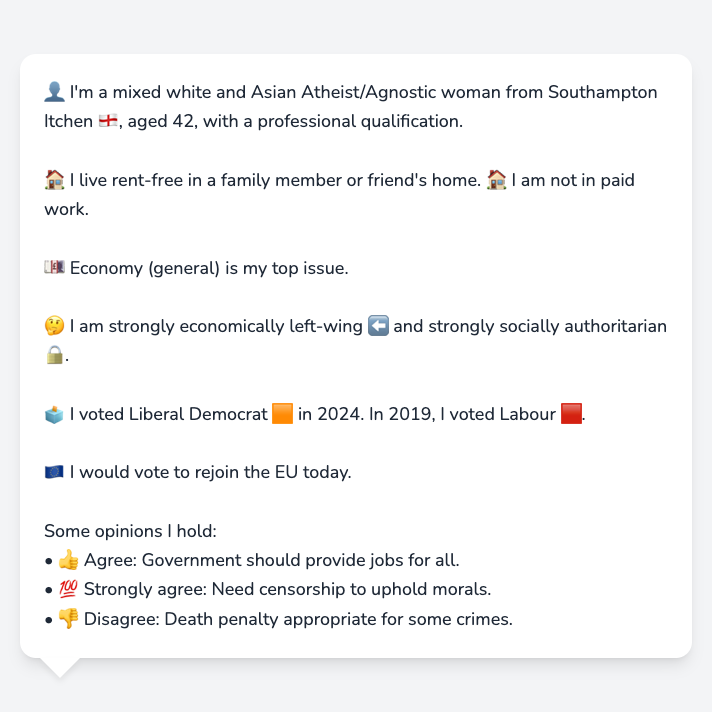 👤 I'm a mixed white and Asian Atheist/Agnostic woman from Southampton
Itchen 🏴󠁧󠁢󠁥󠁮󠁧󠁿, aged 42, with a professional qualification.
🏠 I live rent-free in a family member or friend's home. 🏠 I am not in paid
work.
💷 Economy (general) is my top issue.
🤔 I am strongly economically left-wing ⬅️ and strongly socially authoritarian
🔒.
🗳️ I voted Liberal Democrat 🟧 in 2024. In 2019, I voted Labour 🟥.
🇪🇺 I would vote to rejoin the EU today.
Some opinions I hold:
• 👍 Agree: Government should provide jobs for all.
• 💯 Strongly agree: Need censorship to uphold morals.
• 👎 Disagree: Death penalty appropriate for some crimes.